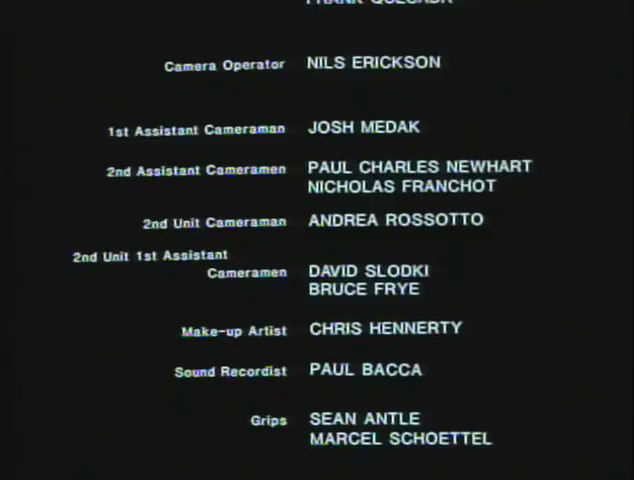 Camera Operator NILS ERICKSON
1st Assistant Cameraman JOSH MEDAK
2nd Assistant Cameramen PAUL CHARLES NEWHART
NICHOLAS FRANCHOT
2nd Unit Cameraman ANDREA ROSSOTTO
2nd Unit 1st Assistant
Cameramen DAVID SLODKI
BRUCE FRYE
Make-up Artist CHRIS HENNERTY
Sound Recordist PAUL BACCA
Grips SEAN ANTLE
MARCEL SCHOETTEL